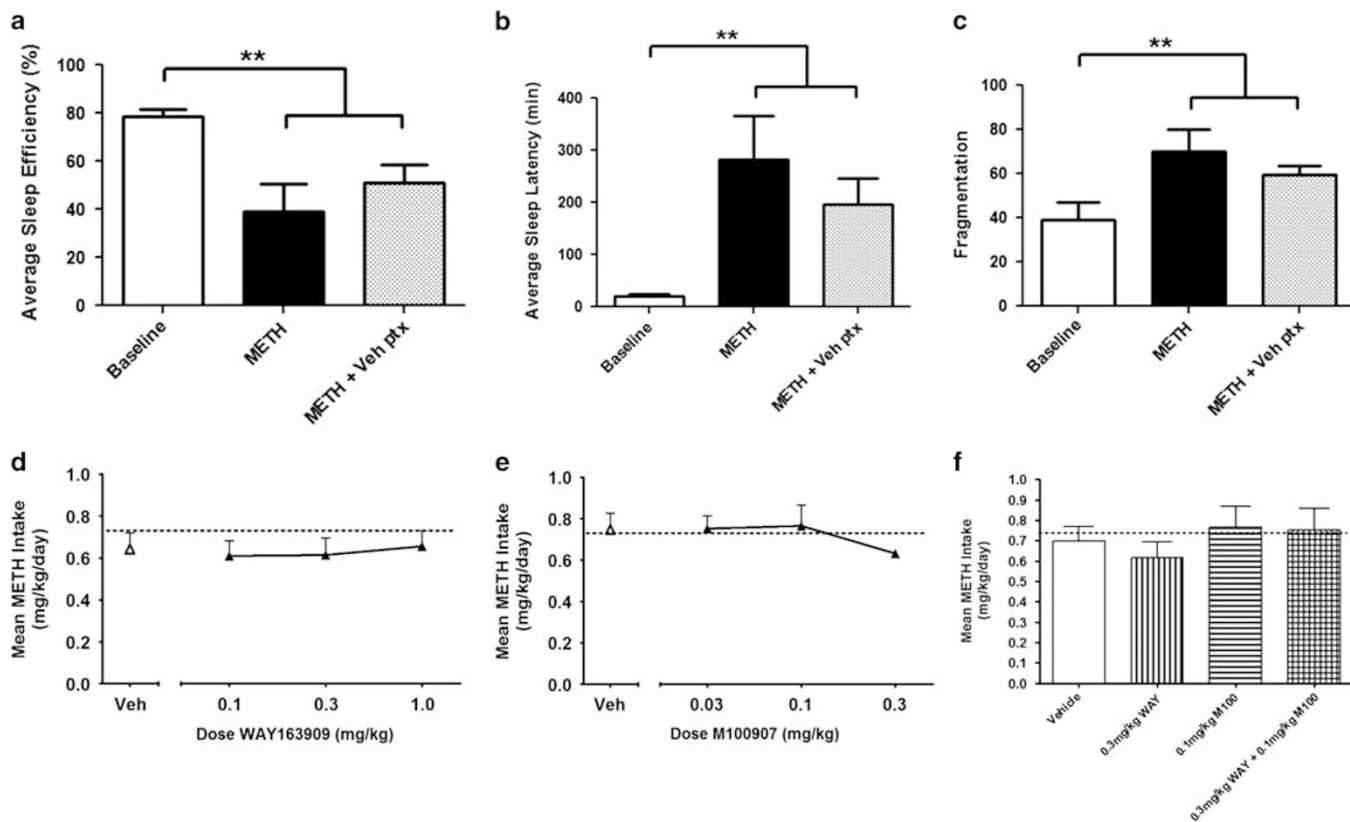 a
**
Average Sleep Efficiency (%)
100
80
60
40
20
0
Baseline
METH
METH + Veh ptx
b
**
Average Sleep Latency (min)
400
300
200
100
0
Baseline
METH
METH + Veh ptx
c
**
Fragmentation
100
80
60
40
20
0
Baseline
METH
METH + Veh ptx
d
Mean METH Intake
(mg/kg/day)
1.0
0.8
0.6
0.4
0.2
0.0
Veh 0.1 0.3 1.0
Dose WAY163909 (mg/kg)
e
Mean METH Intake
(mg/kg/day)
1.0
0.8
0.6
0.4
0.2
0.0
Veh 0.03 0.1 0.3
Dose M100907 (mg/kg)
f
Mean METH Intake
(mg/kg/day)
1.0
0.9
0.8
0.7
0.6
0.5
0.4
0.3
0.2
0.1
0.0
Vehicle
0.3mg/kg WAY
0.1mg/kg M100
0.3mg/kg WAY + 0.1mg/kg M100